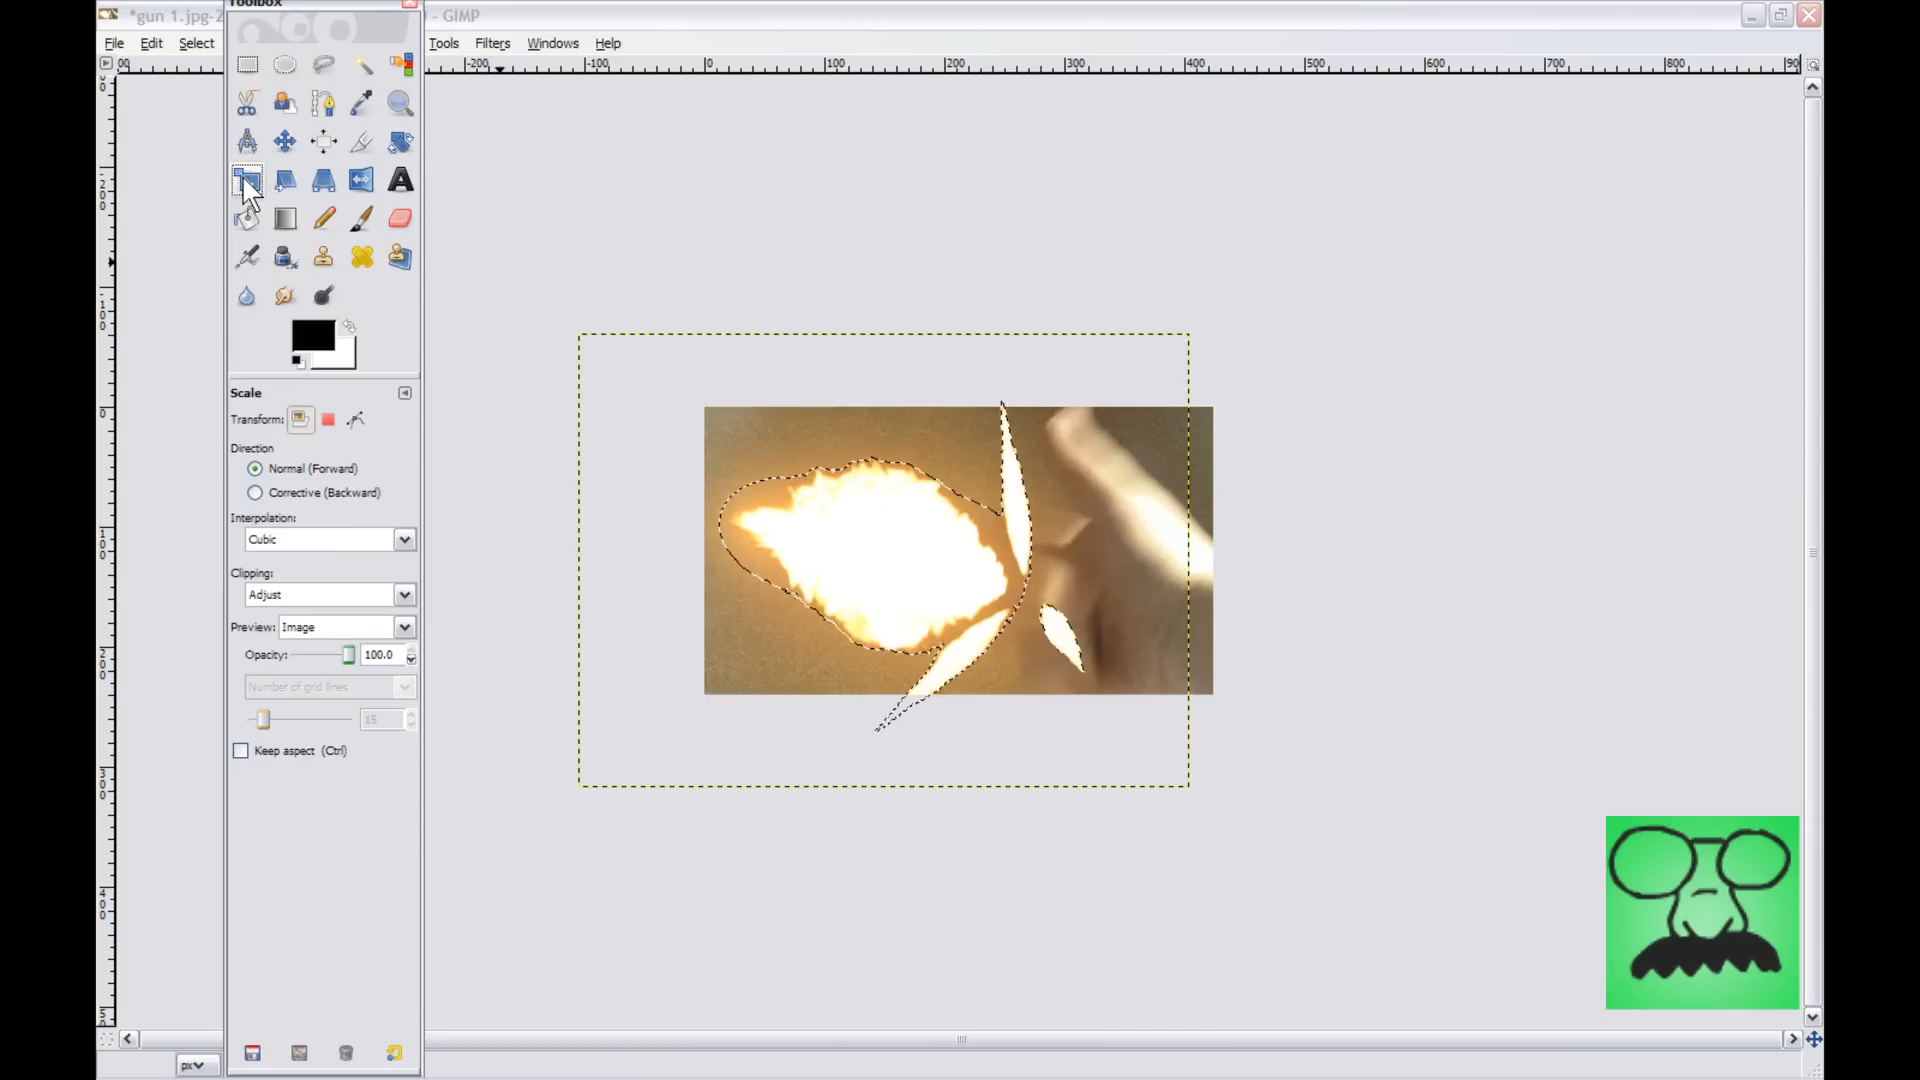 Toolbox
*gun 1.jpg-2
- GIMP
File Edit Select
Tools Filters Windows Help
-200 -100 0 100 200 300 400 500 600 700 800
Scale
Transform:
Direction
Normal (Forward)
Corrective (Backward)
Interpolation:
Cubic
Clipping:
Adjust
Preview: Image
Opacity: 100.0
Number of grid lines
15
Keep aspect (Ctrl)
px